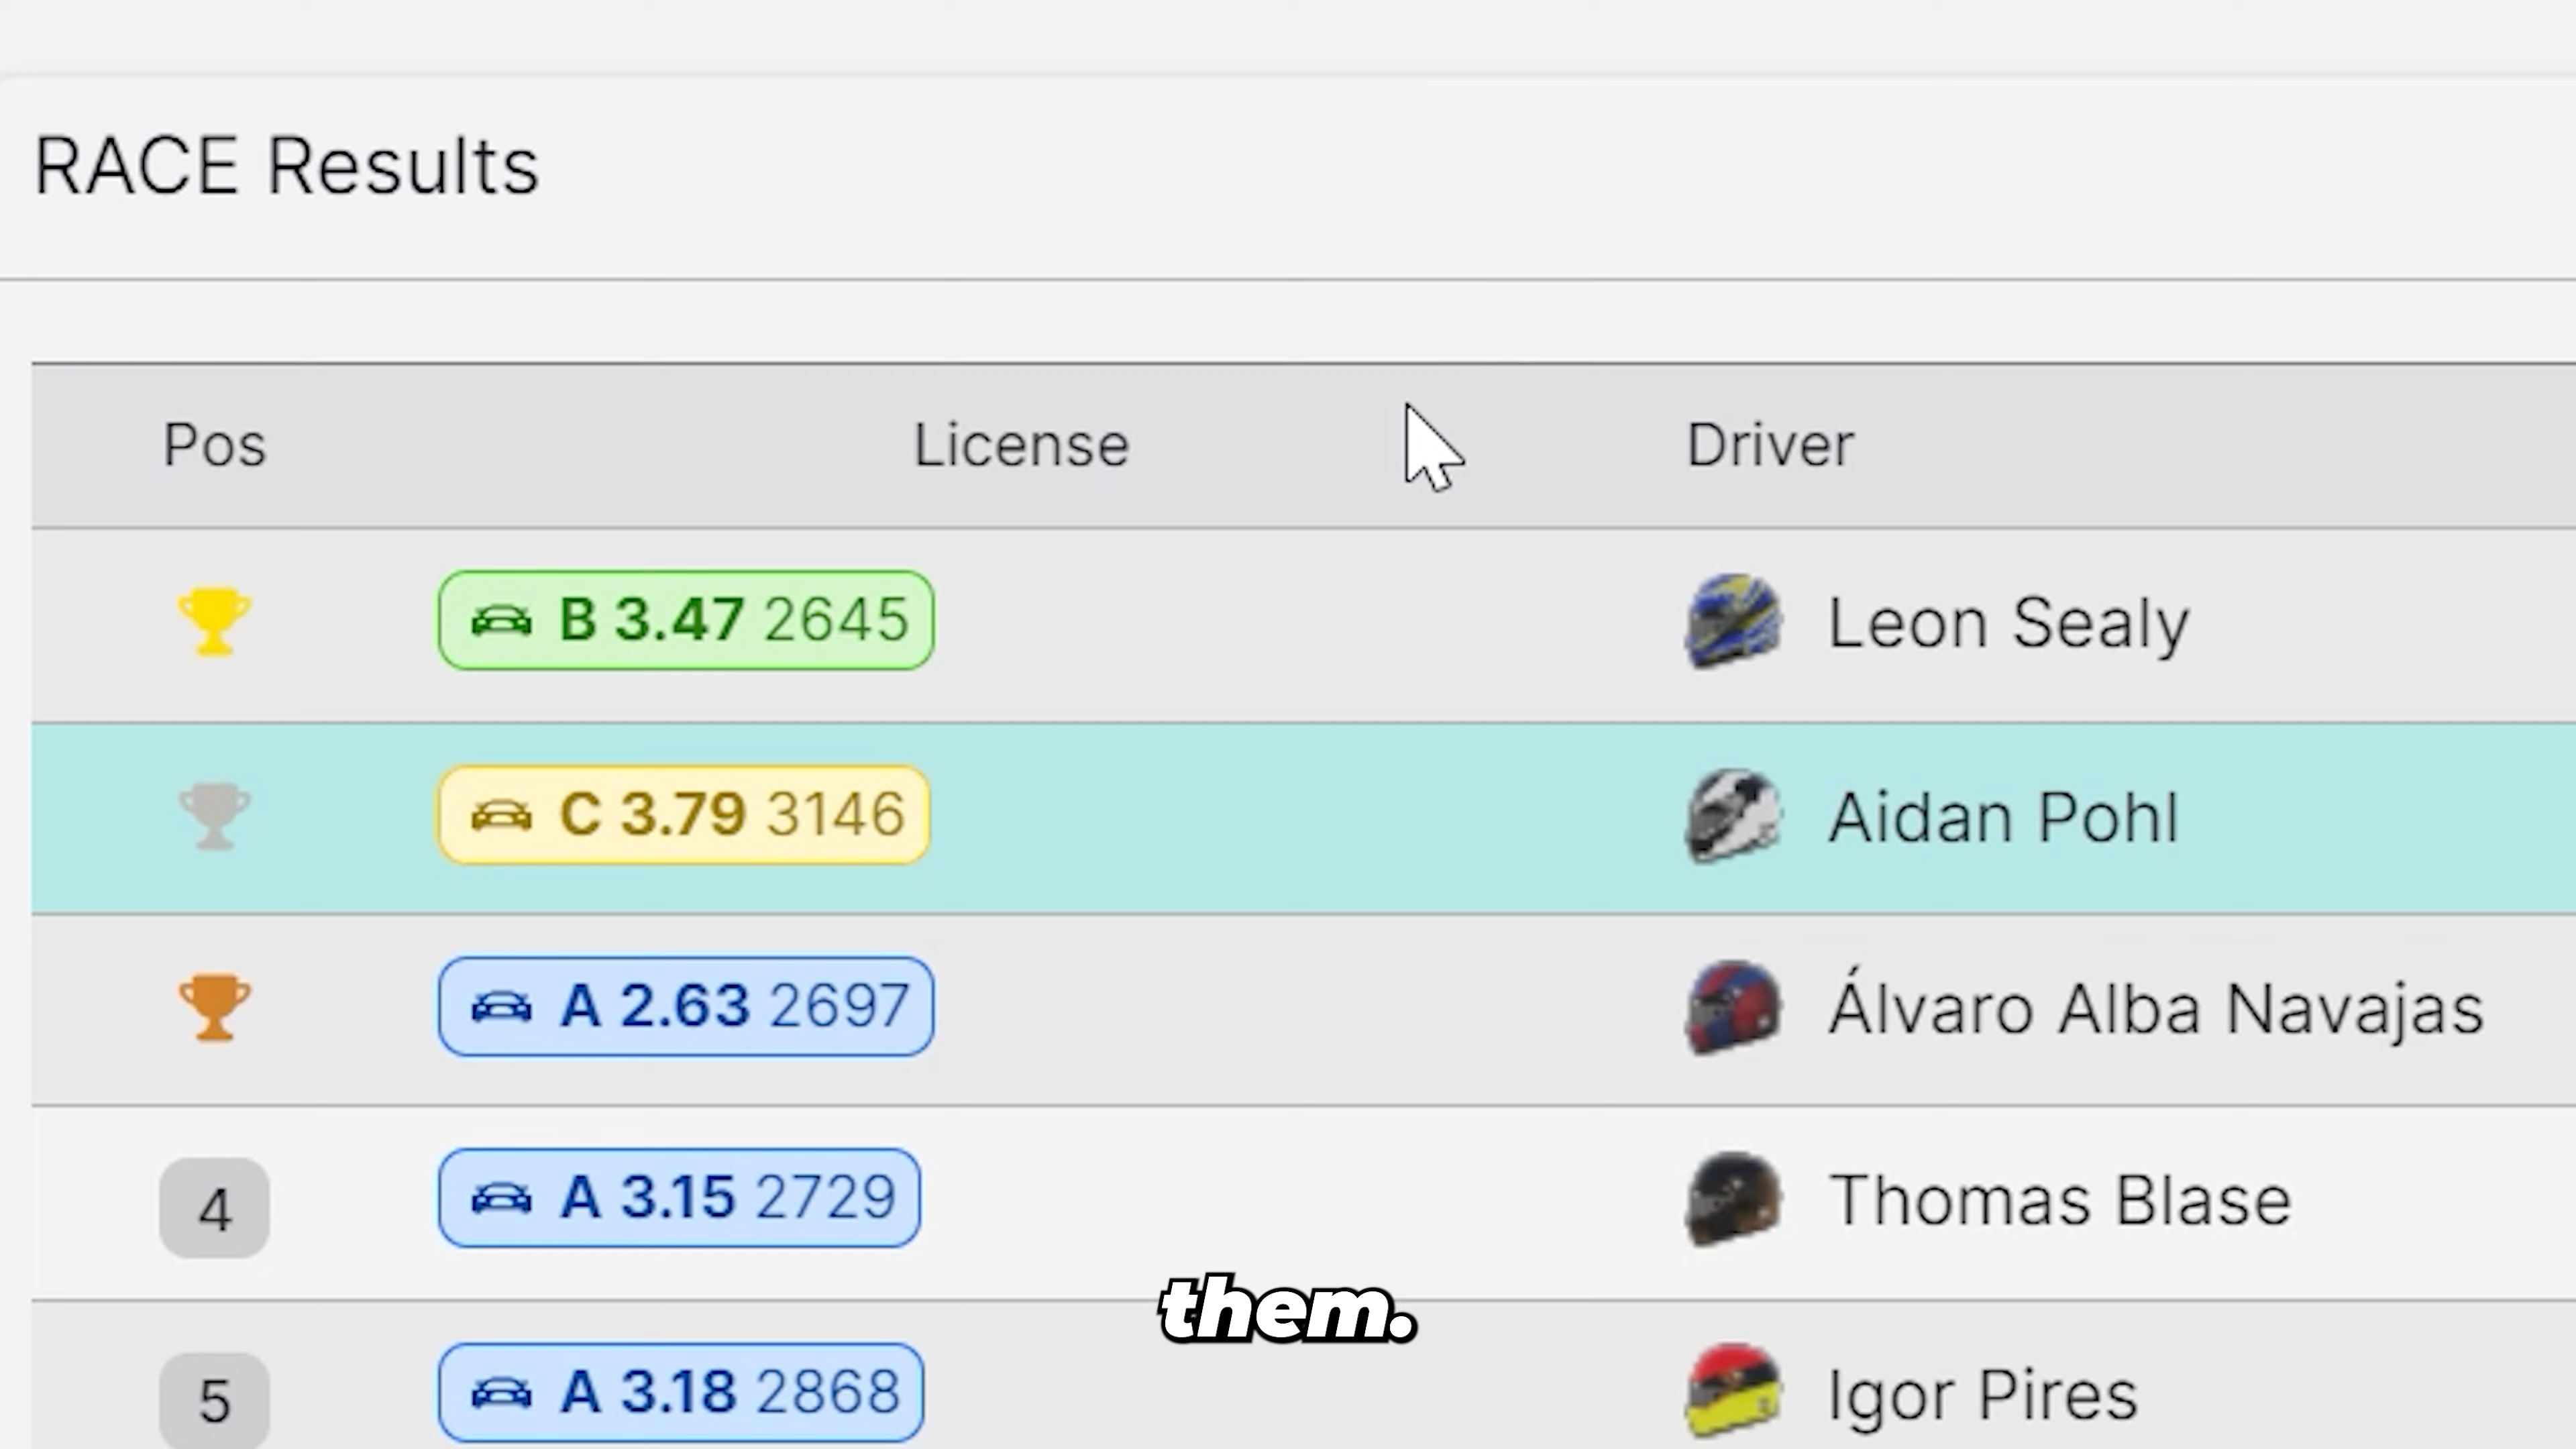 RACE Results
Pos License Driver
B 3.47 2645 Leon Sealy
C 3.79 3146 Aidan Pohl
A 2.63 2697 Álvaro Alba Navajas
4 A 3.15 2729 Thomas Blase
them.
5 A 3.18 2868 Igor Pires